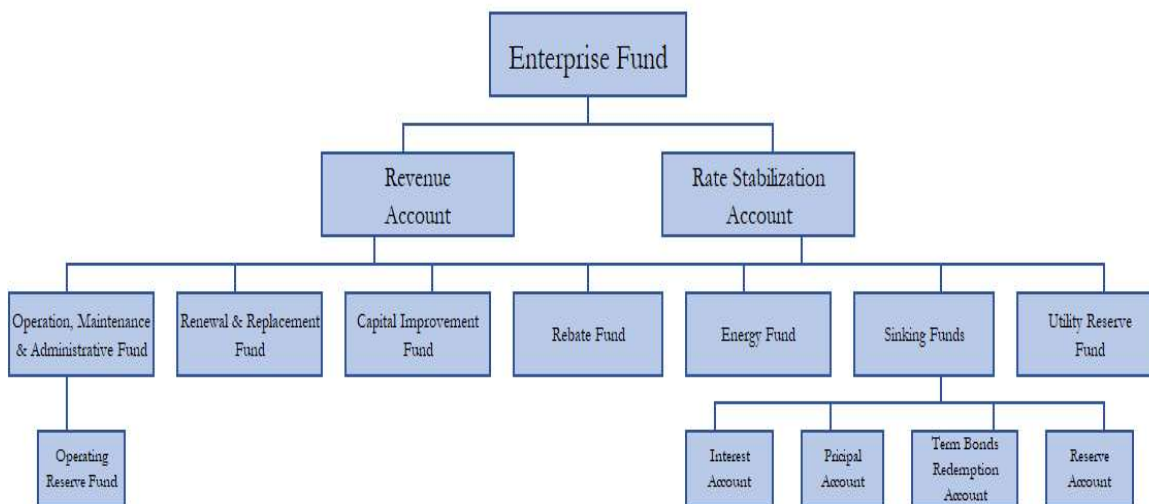 Enterprise Fund
Revenue
Account
Rate Stabilization
Account
Operation, Maintenance
& Administrative Fund
Renewal & Replacement
Fund
Capital Improvement
Fund
Rebate Fund
Energy Fund
Sinking Funds
Utility Reserve
Fund
Operating
Reserve Fund
Interest
Account
Pricipal
Account
Term Bonds
Redemption
Account
Reserve
Account